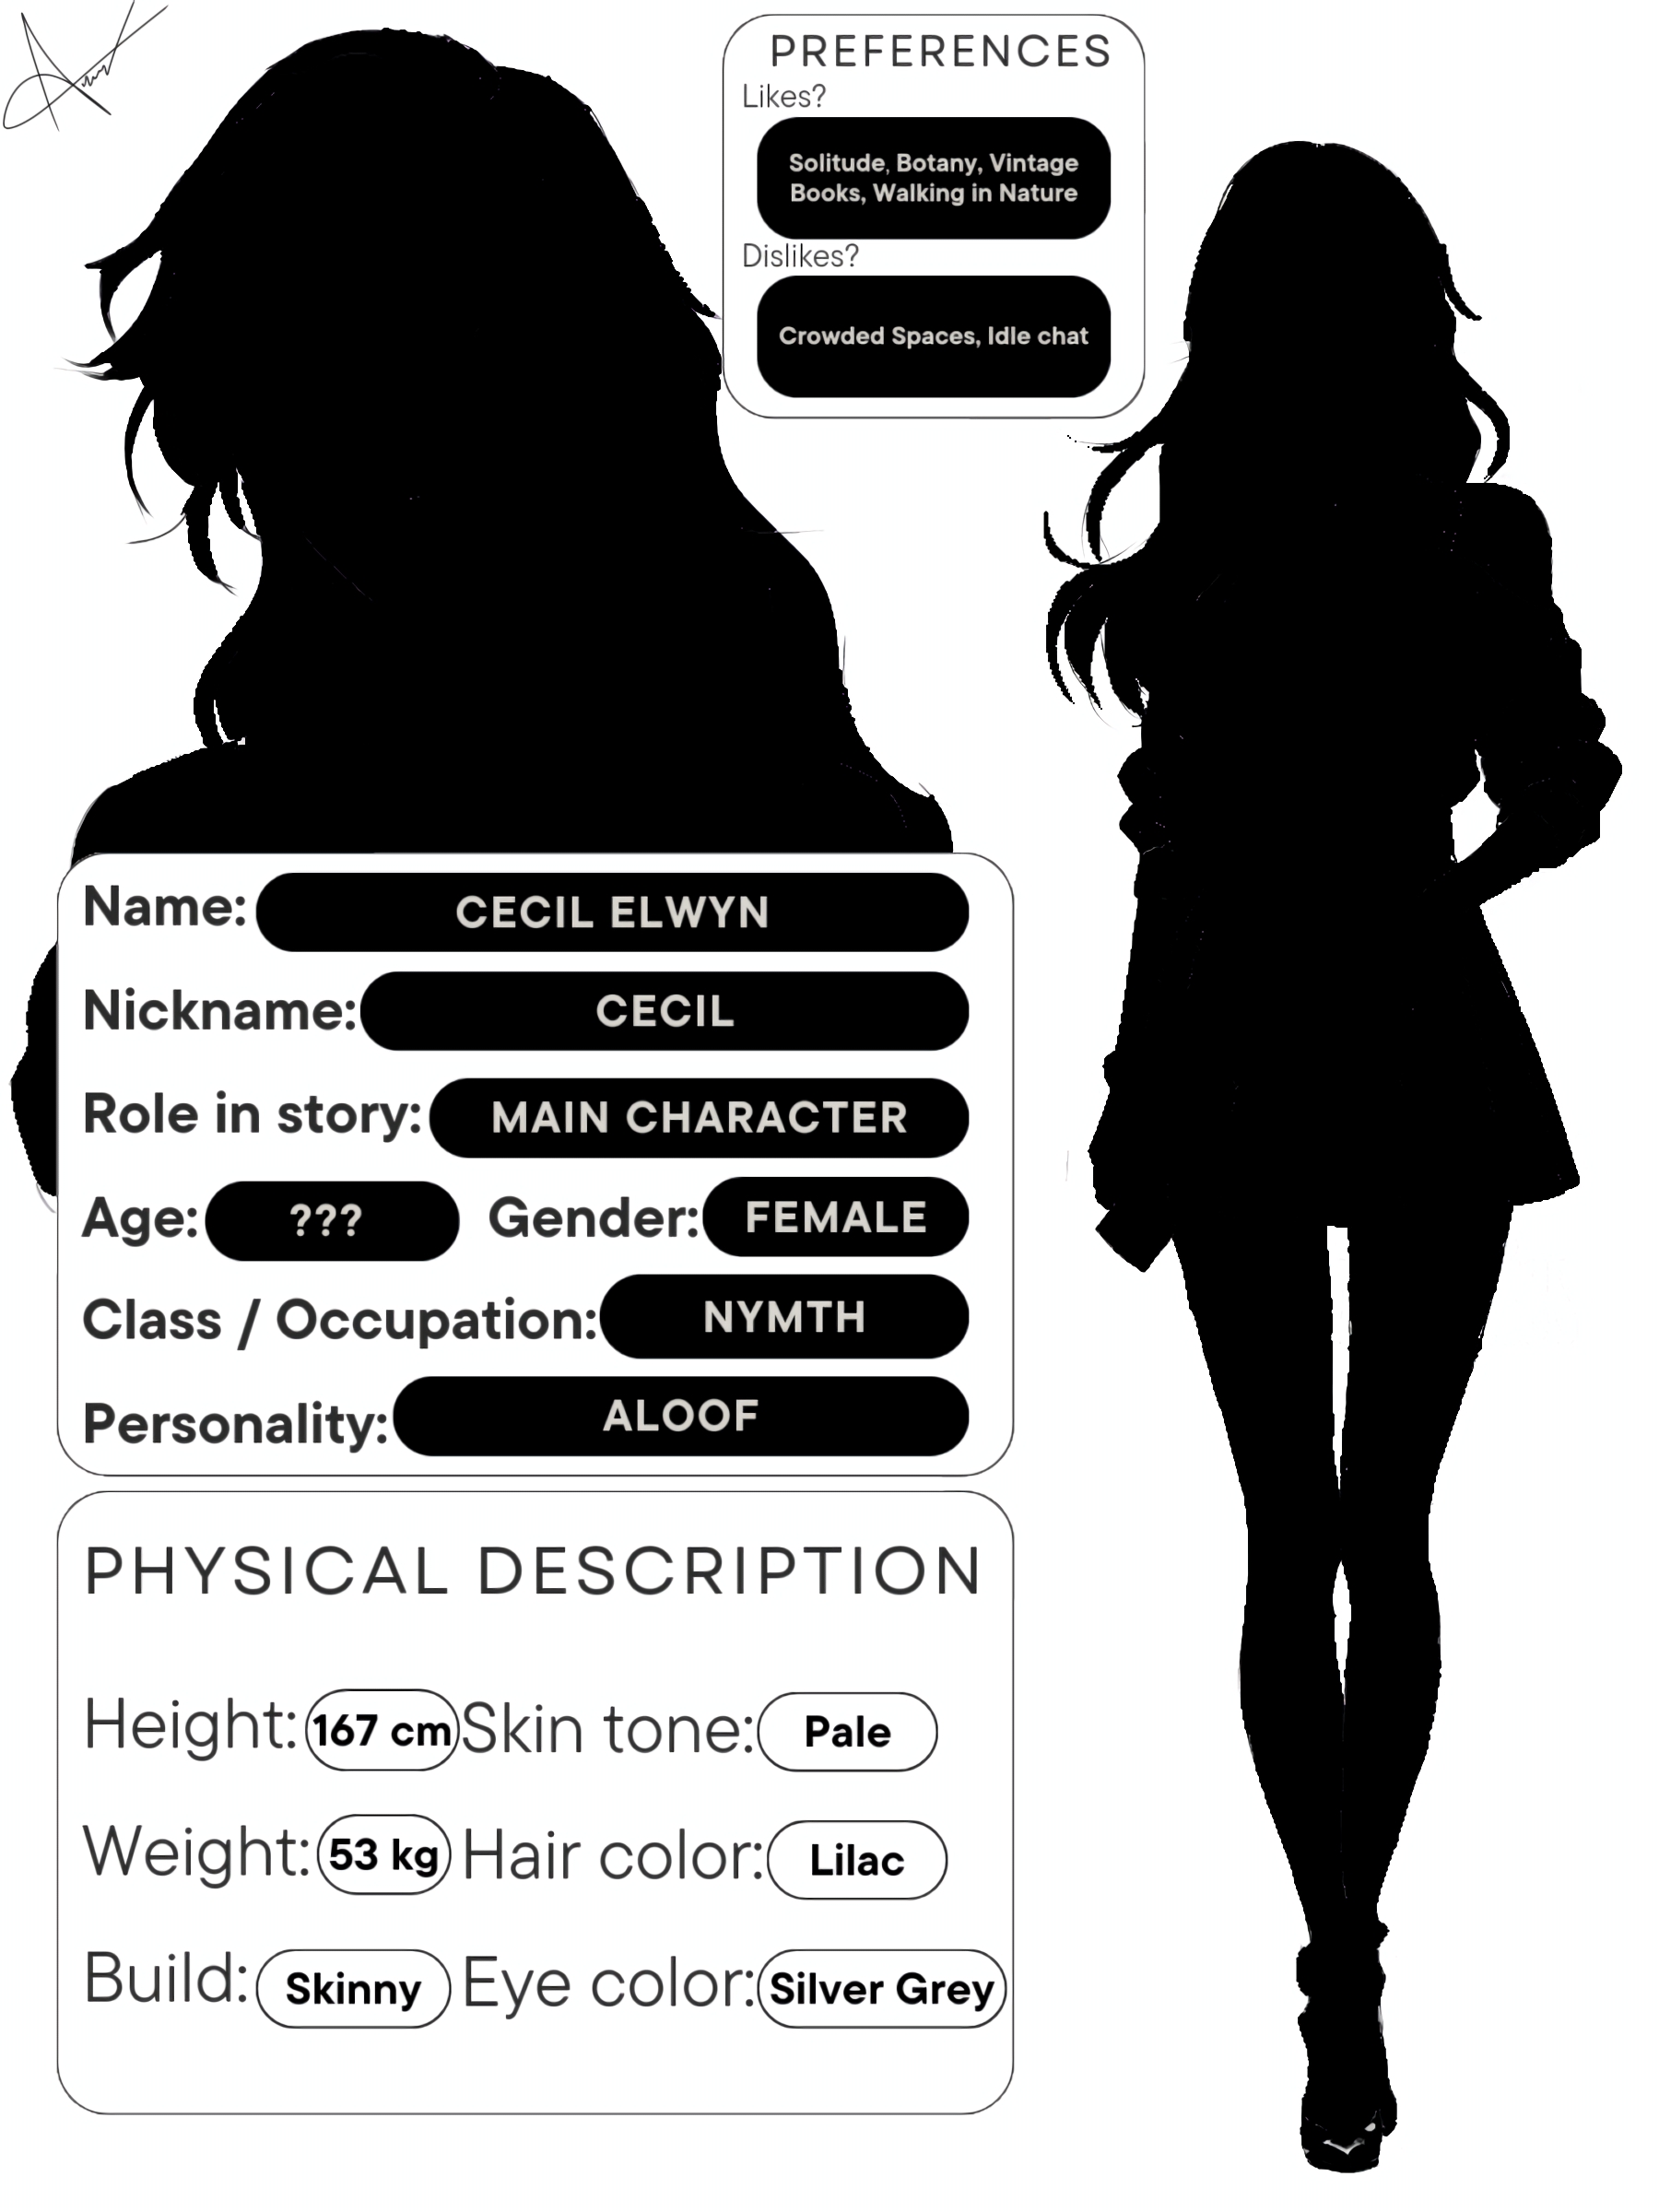 PREFERENCES
Likes?
Solitude, Botany, Vintage
Books, Walking in Nature
Dislikes?
Crowded Spaces, Idle chat
Name: CECIL ELWYN
Nickname: CECIL
Role in story: MAIN CHARACTER
Age: ??? Gender: FEMALE
Class / Occupation: NYMTH
Personality: ALOOF
PHYSICAL DESCRIPTION
Height: 167 cm Skin tone: Pale
Weight: 53 kg Hair color: Lilac
Build: Skinny Eye color: Silver Grey